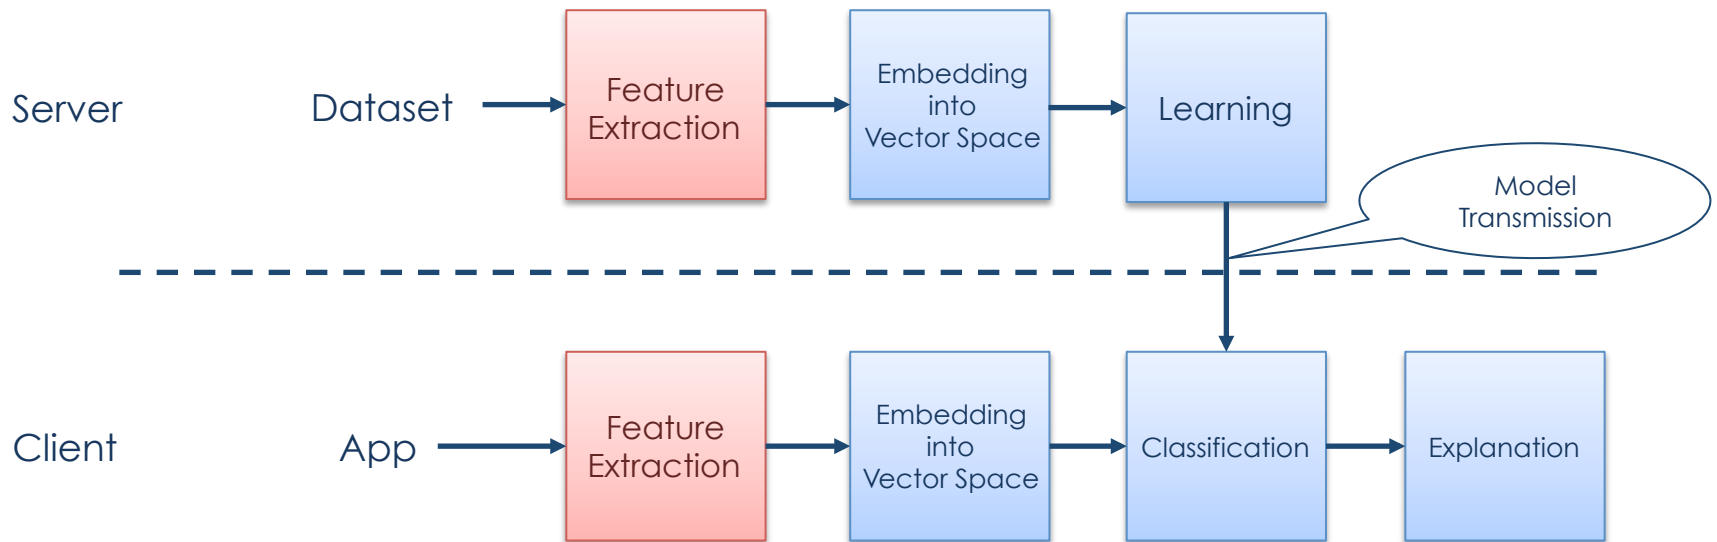 Server
Dataset
Feature
Extraction
Embedding
into
Vector Space
Learning
Model
Transmission
Client
App
Feature
Extraction
Embedding
into
Vector Space
Classification
Explanation